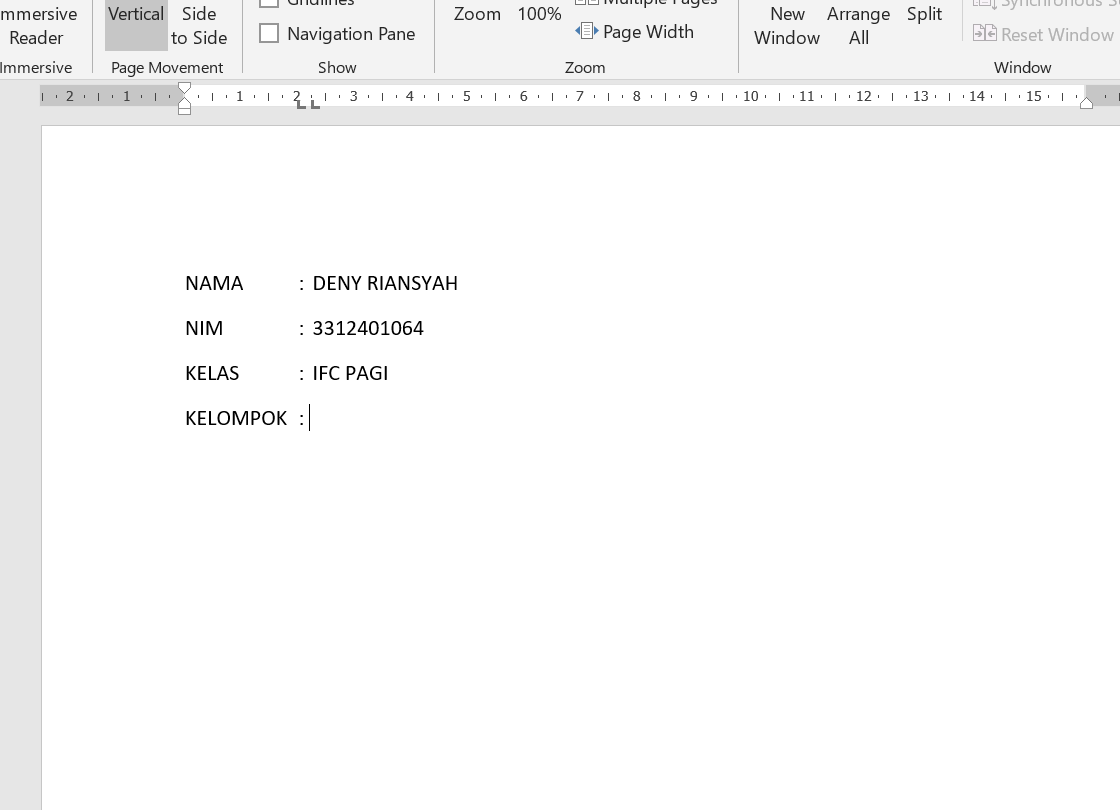 mmersive Vertical Side Gridlines Zoom 100% Multiple Pages New Arrange Split
Reader to Side Navigation Pane Page Width Window All Reset Window
Immersive Page Movement Show Zoom Window
2 1 1 2 3 4 5 6 7 8 9 10 11 12 13 14 15
NAMA : DENY RIANSYAH
NIM : 3312401064
KELAS : IFC PAGI
KELOMPOK :